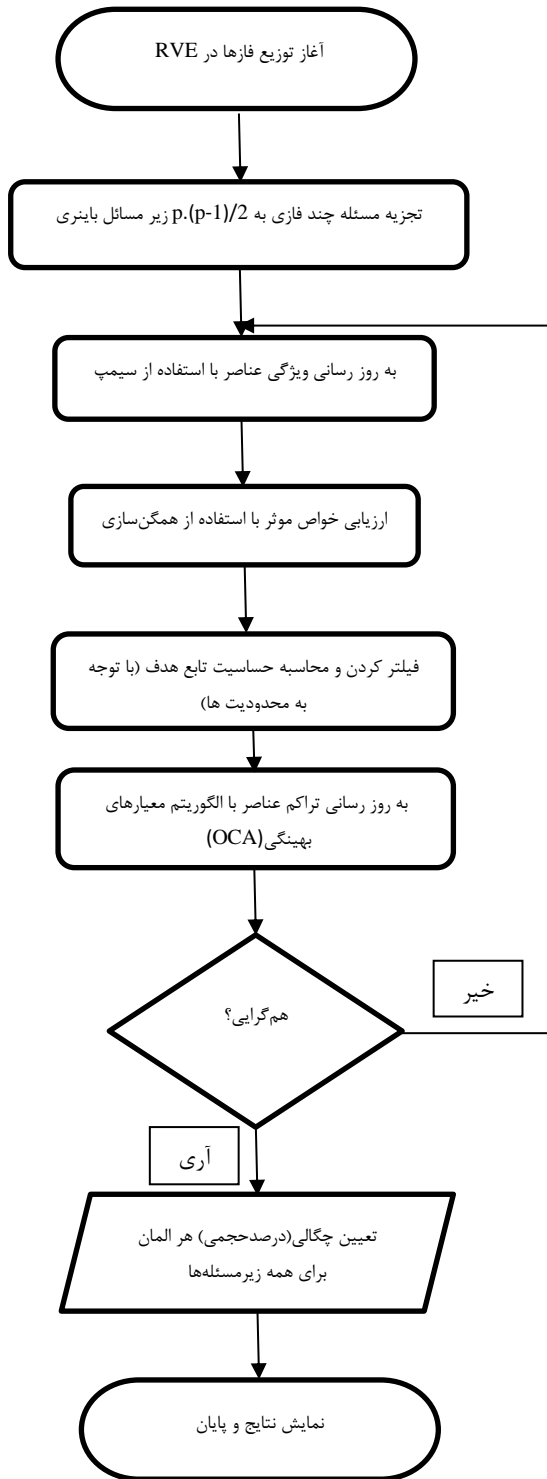 آغاز توزیع فازها در RVE
تجزیه مسئله چند فازی به p.(p-1)/2 زیر مسائل باینری
به روز رسانی ویژگی عناصر با استفاده از سیمپ
ارزیابی خواص موثر با استفاده از همگن‌سازی
فیلتر کردن و محاسبه حساسیت تابع هدف (با توجه
به محدودیت ها)
به روز رسانی تراکم عناصر با الگوریتم معیارهای
بهینگی(OCA)
هم‌گرایی؟
خیر
آری
تعیین چگالی(درصدحجمی) هر المان
برای همه زیرمسئله‌ها
نمایش نتایج و پایان